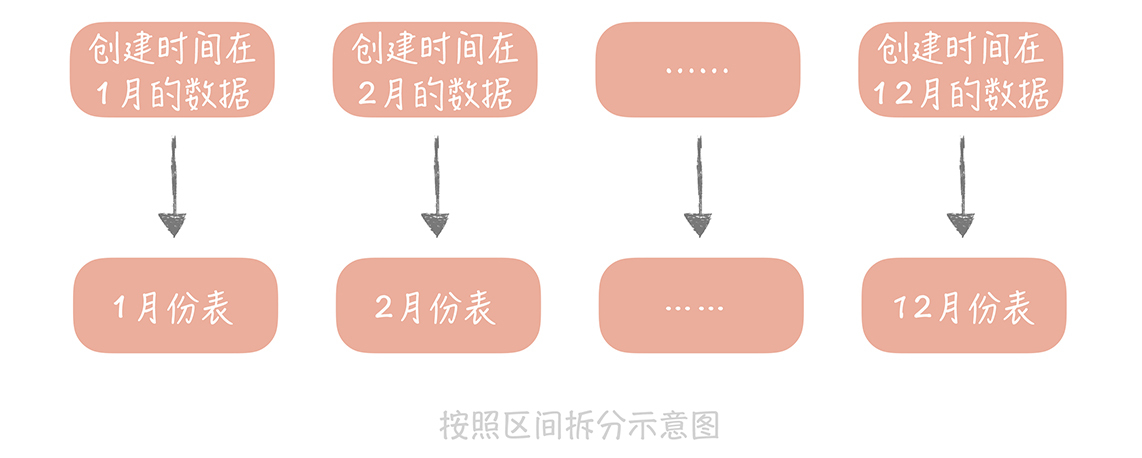 创建时间在
1月的数据
创建时间在
2月的数据
……
创建时间在
12月的数据
1月份表
2月份表
……
12月份表
按照区间拆分示意图